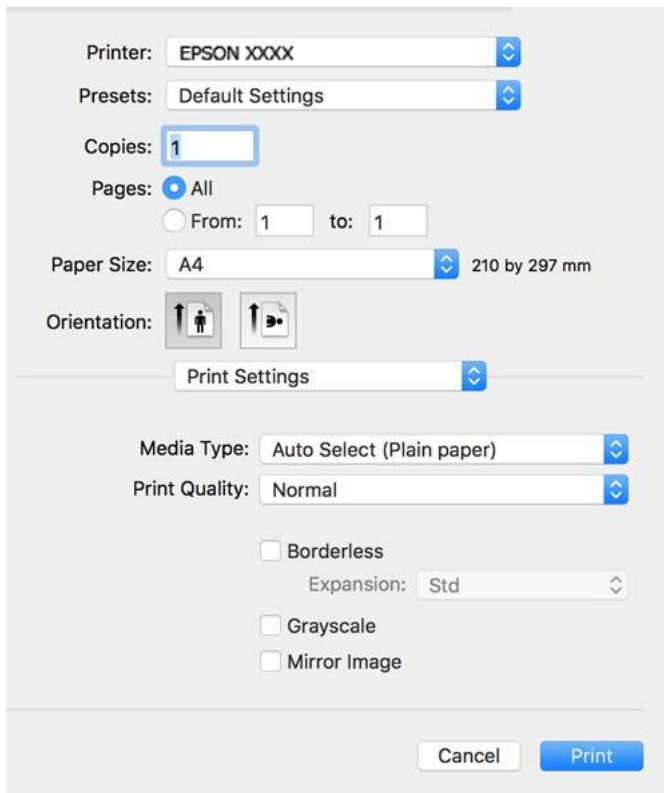 Printer: EPSON XXXX
Presets: Default Settings
Copies: 1
Pages: All
From: 1 to: 1
Paper Size: A4 210 by 297 mm
Orientation:
Print Settings
Media Type: Auto Select (Plain paper)
Print Quality: Normal
Borderless
Expansion: Std
Grayscale
Mirror Image
Cancel Print